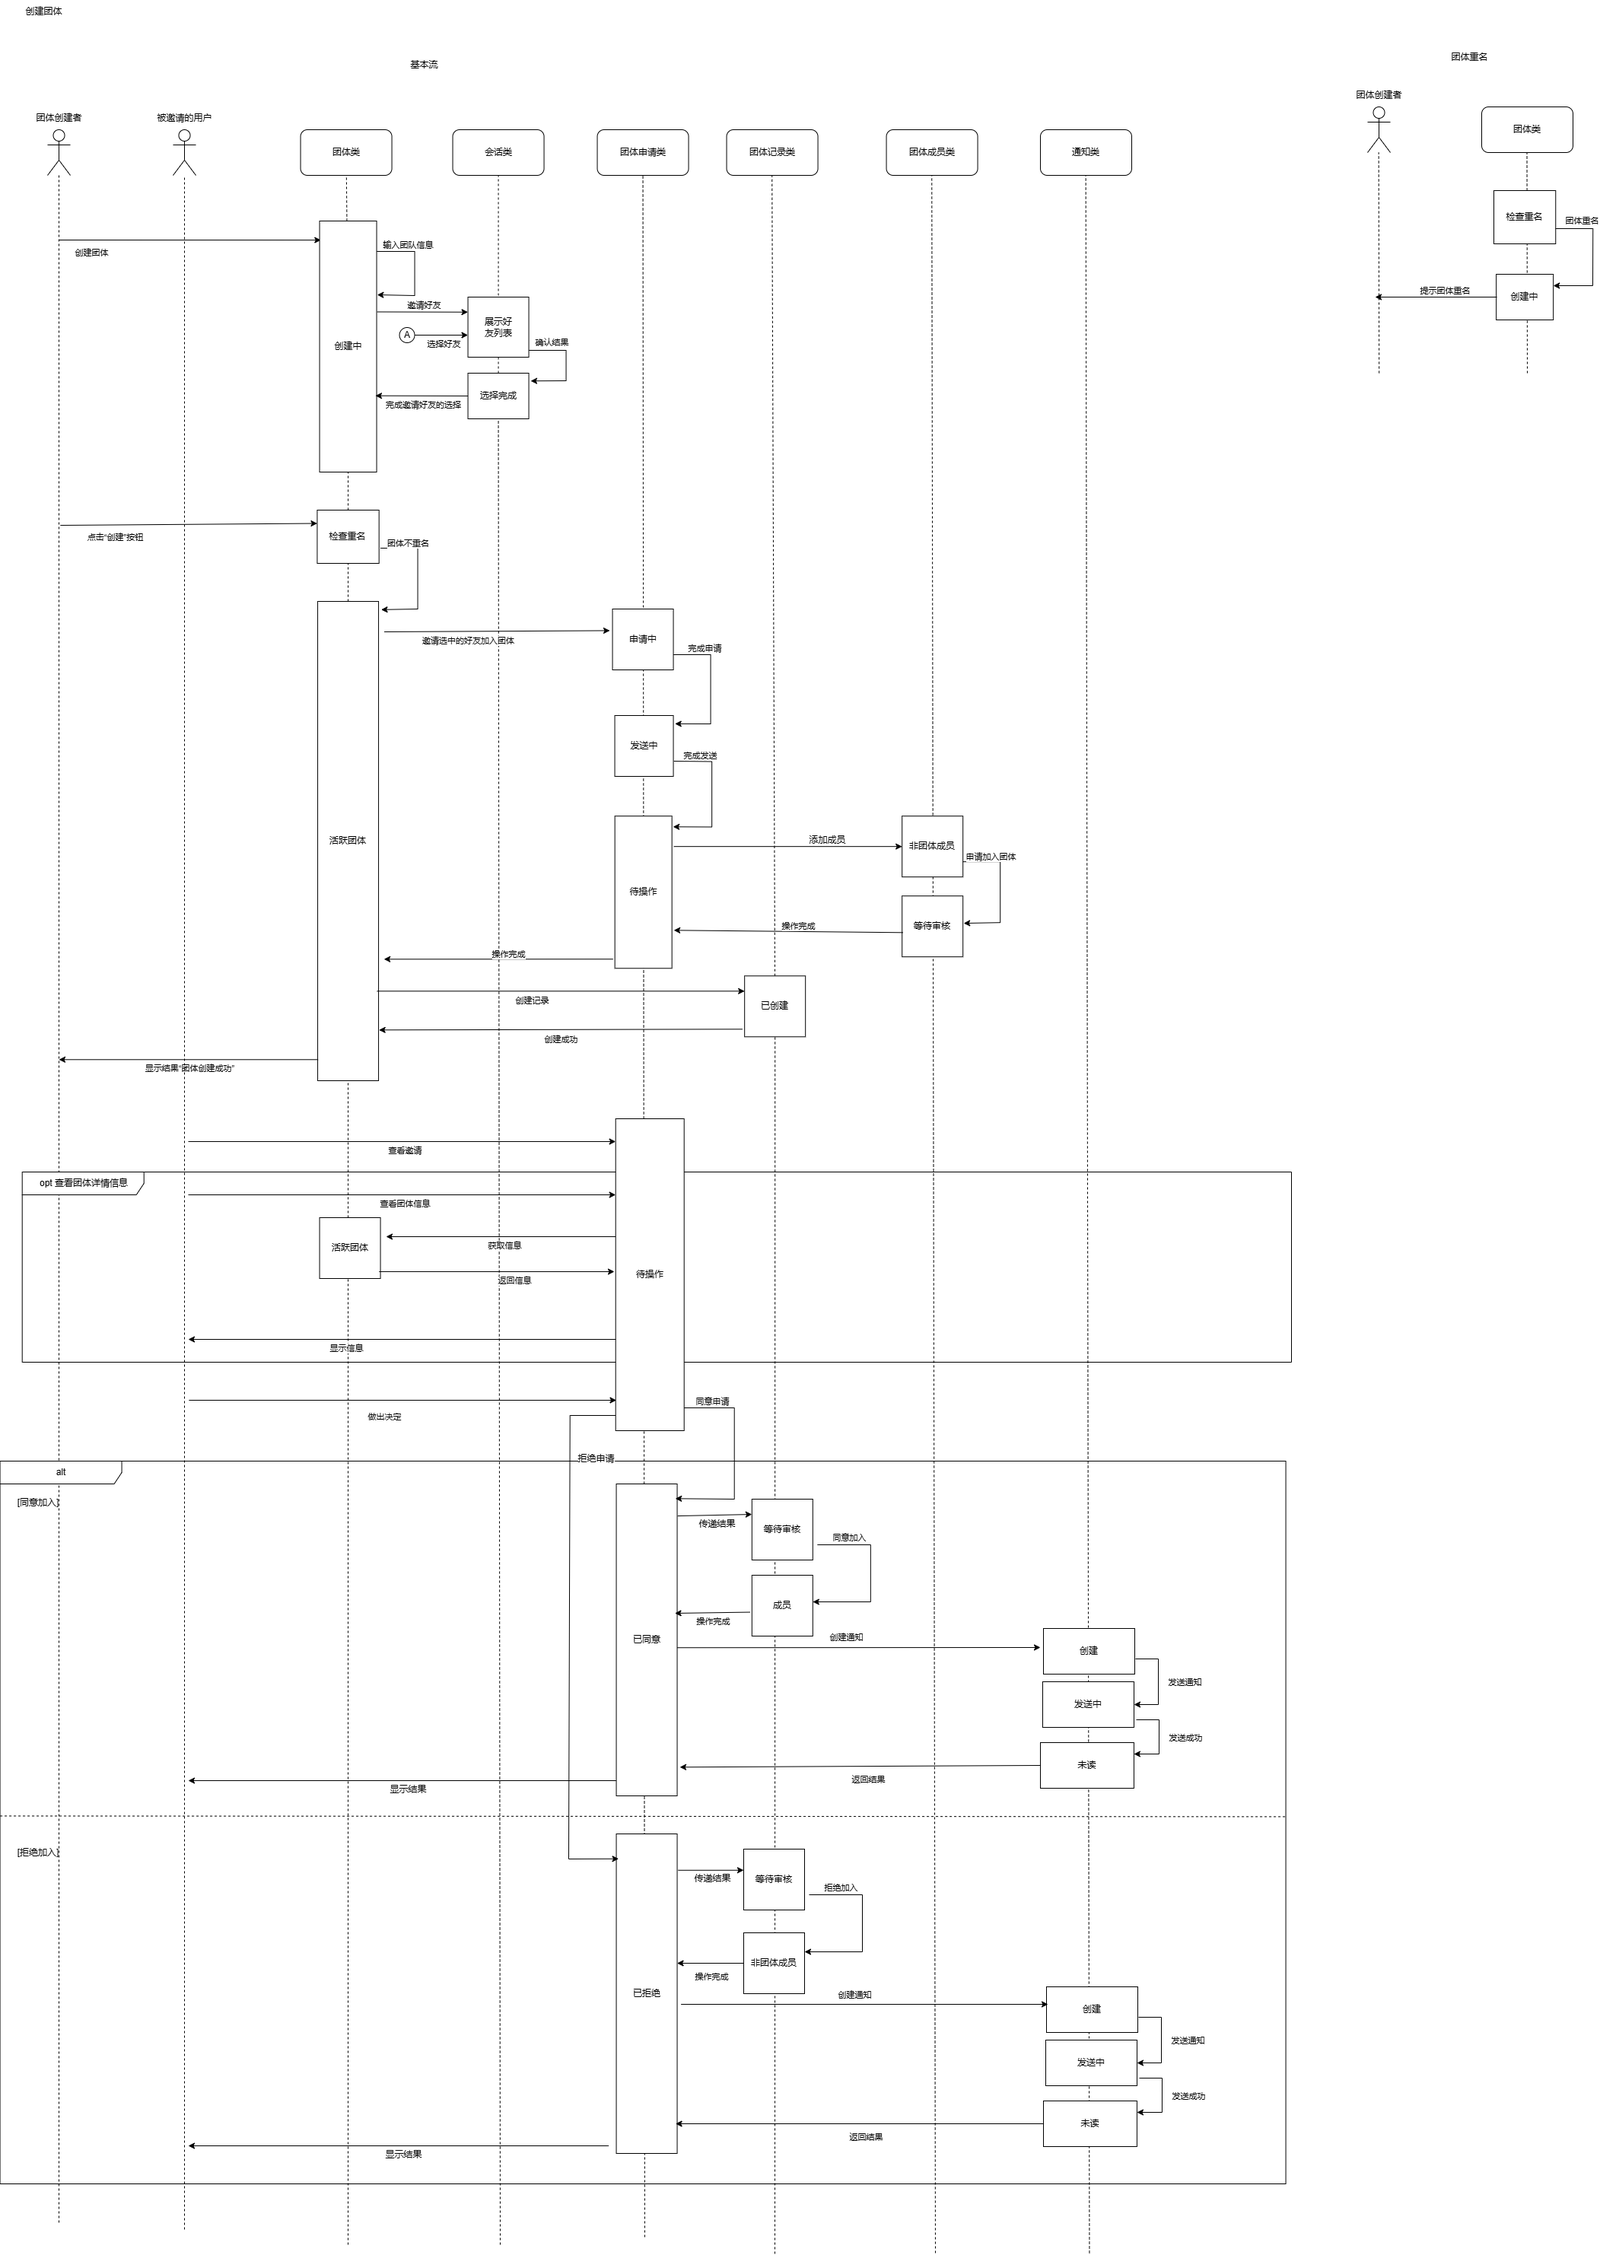 创建团体
基本流
团体重名
团体创建者
被邀请的用户
团体类
会话类
团体申请类
团体记录类
团体成员类
通知类
团体创建者
团体类
检查重名
团体重名
创建中
提示团体重名
创建团体
输入团队信息
邀请好友
展示好
友列表
A
选择好友
确认结果
创建中
选择完成
完成邀请好友的选择
点击“创建”按钮
检查重名
团体不重名
邀请选中的好友加入团体
申请中
完成申请
发送中
完成发送
活跃团体
待操作
添加成员
非团体成员
申请加入团体
等待审核
操作完成
操作完成
创建记录
已创建
创建成功
显示结果“团体创建成功”
查看邀请
opt 查看团体详情信息
查看团体信息
活跃团体
获取信息
返回信息
待操作
显示信息
做出决定
同意申请
拒绝申请
alt
[同意加入]
传递结果
等待审核
同意加入
成员
操作完成
已同意
创建通知
创建
发送通知
发送中
发送成功
未读
返回结果
显示结果
[拒绝加入]
传递结果
等待审核
拒绝加入
非团体成员
操作完成
已拒绝
创建通知
创建
发送通知
发送中
发送成功
未读
返回结果
显示结果